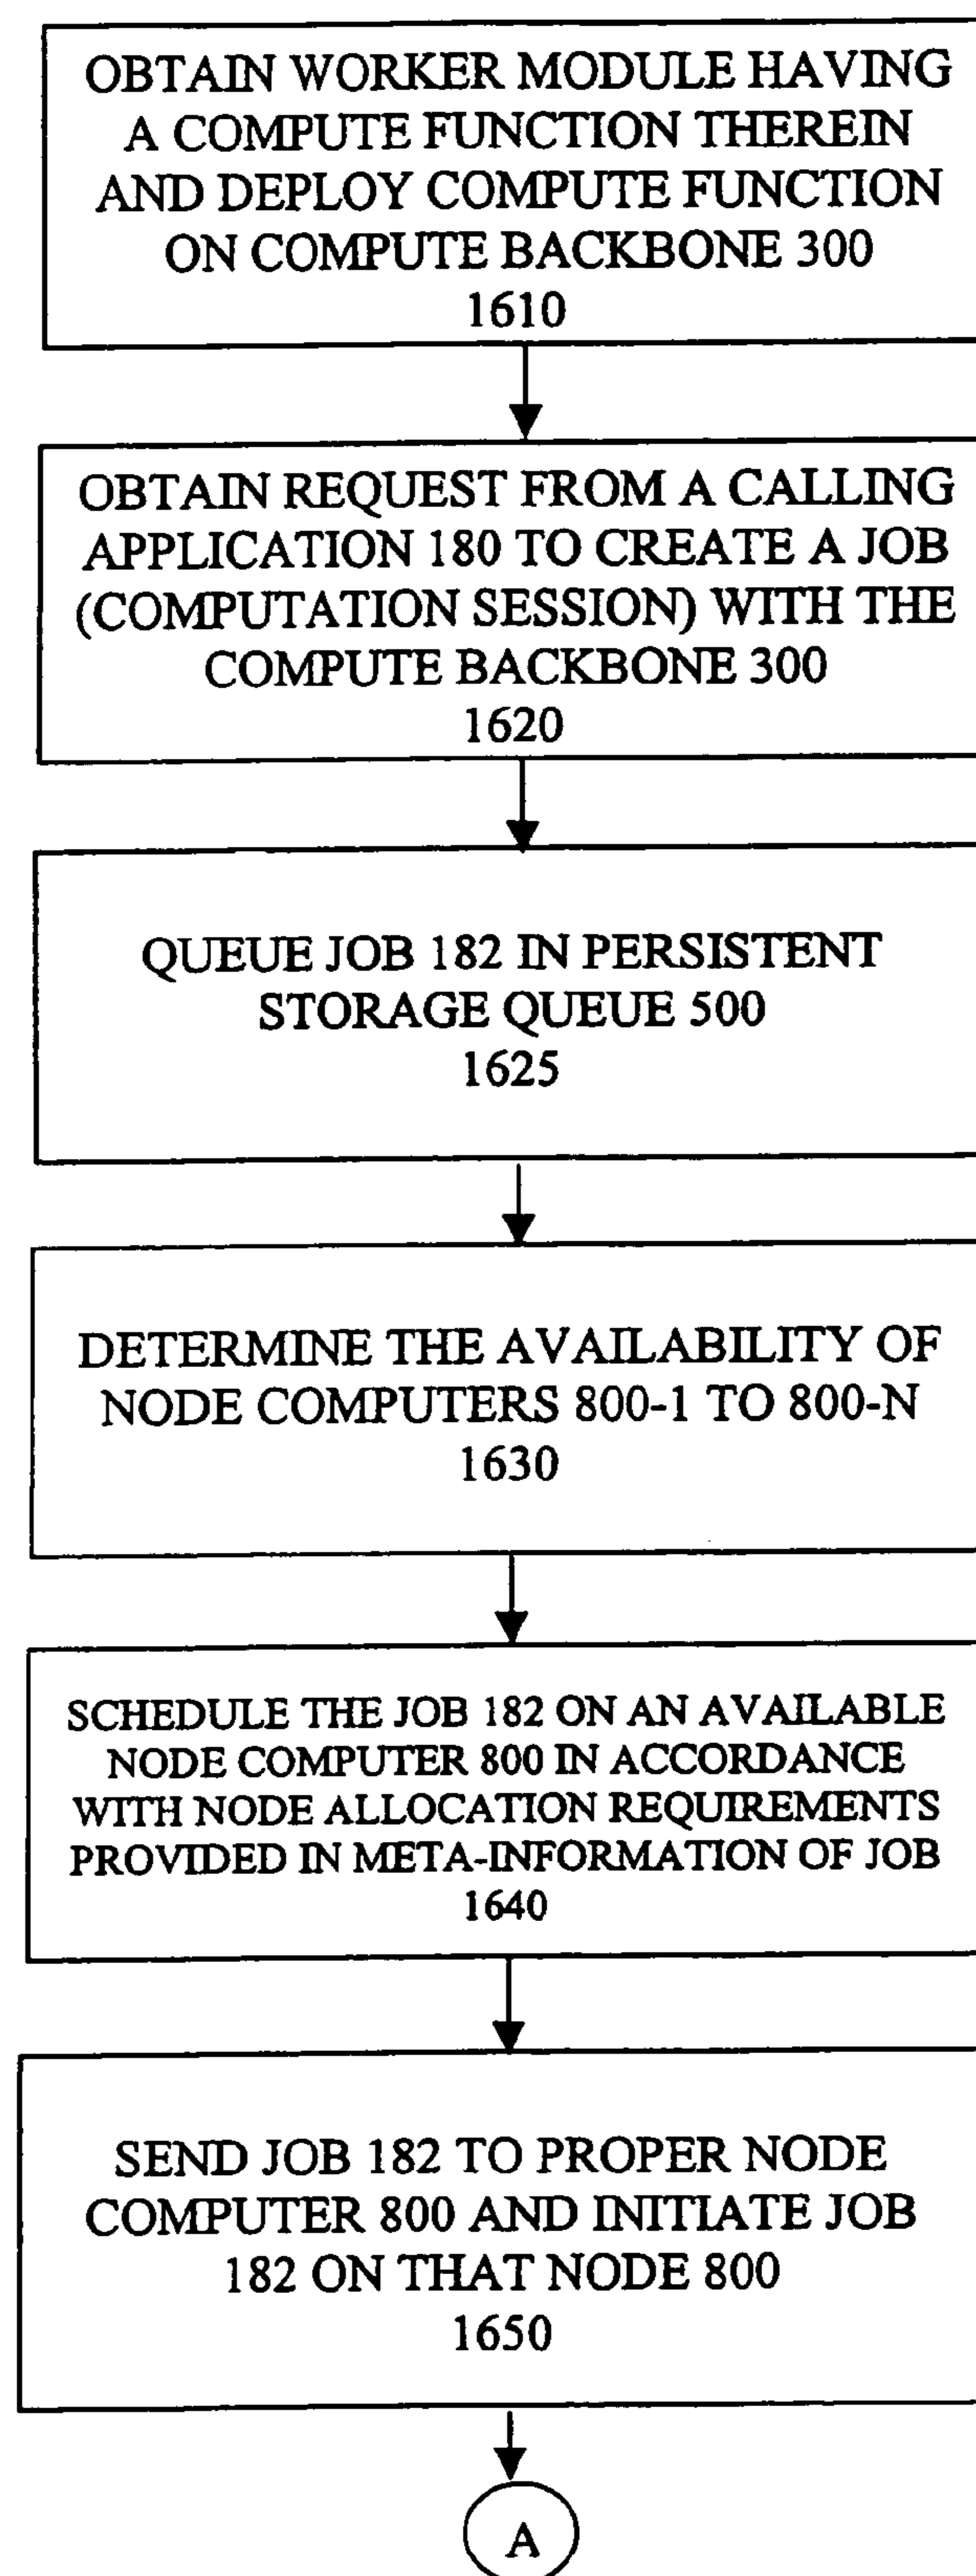 OBTAIN WORKER MODULE HAVING
A COMPUTE FUNCTION THEREIN
AND DEPLOY COMPUTE FUNCTION
ON COMPUTE BACKBONE 300
1610
OBTAIN REQUEST FROM A CALLING
APPLICATION 180 TO CREATE A JOB
(COMPUTATION SESSION) WITH THE
COMPUTE BACKBONE 300
1620
QUEUE JOB 182 IN PERSISTENT
STORAGE QUEUE 500
1625
DETERMINE THE AVAILABILITY OF
NODE COMPUTERS 800-1 TO 800-N
1630
SCHEDULE THE JOB 182 ON AN AVAILABLE
NODE COMPUTER 800 IN ACCORDANCE
WITH NODE ALLOCATION REQUIREMENTS
PROVIDED IN META-INFORMATION OF JOB
1640
SEND JOB 182 TO PROPER NODE
COMPUTER 800 AND INITIATE JOB
182 ON THAT NODE 800
1650
A